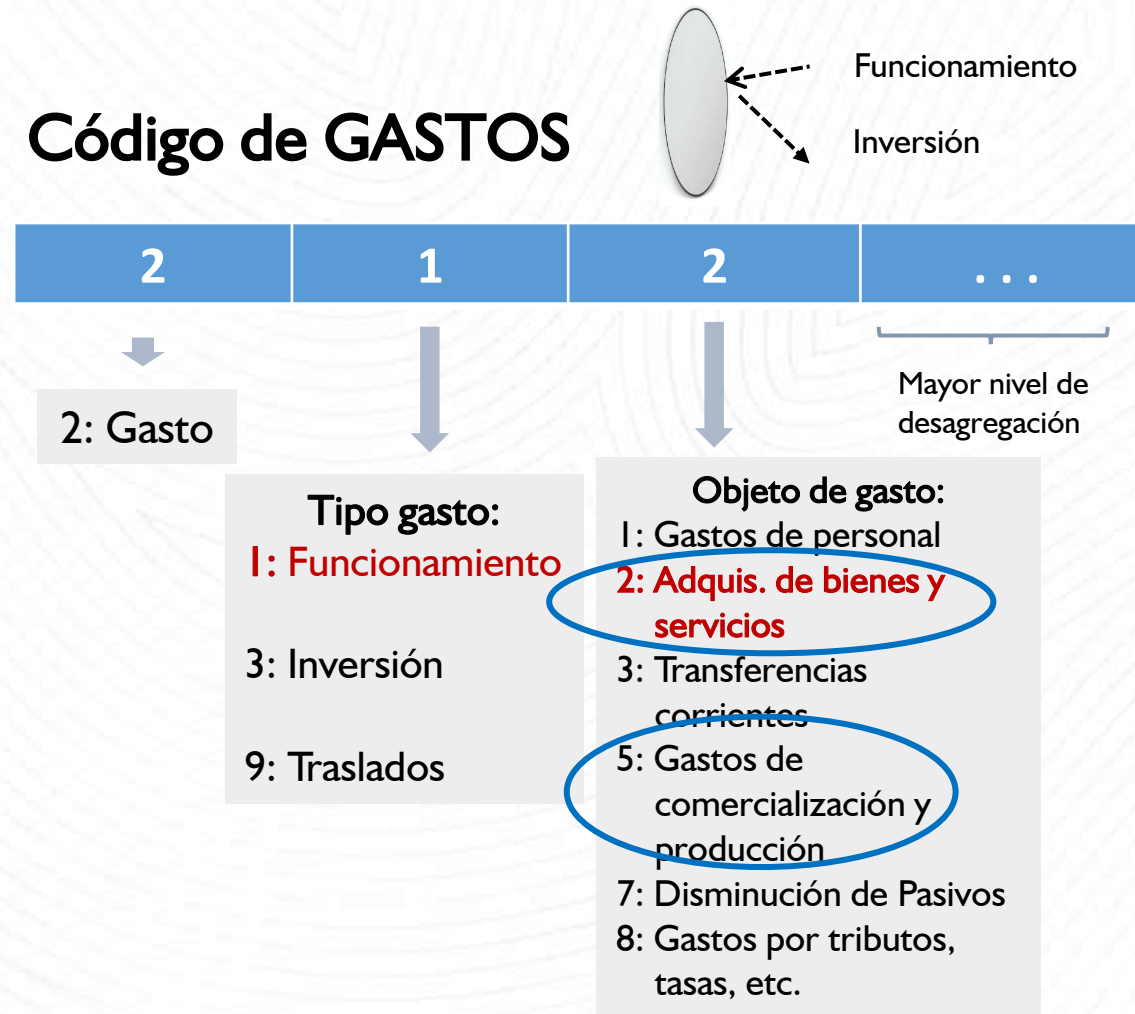 Funcionamiento
Código de GASTOS
Inversión
2 1 2 . . .
Mayor nivel de
desagregación
2: Gasto
Tipo gasto:
1: Funcionamiento
3: Inversión
9: Traslados
Objeto de gasto:
1: Gastos de personal
2: Adquis. de bienes y
servicios
3: Transferencias
corrientes
5: Gastos de
comercialización y
producción
7: Disminución de Pasivos
8: Gastos por tributos,
tasas, etc.